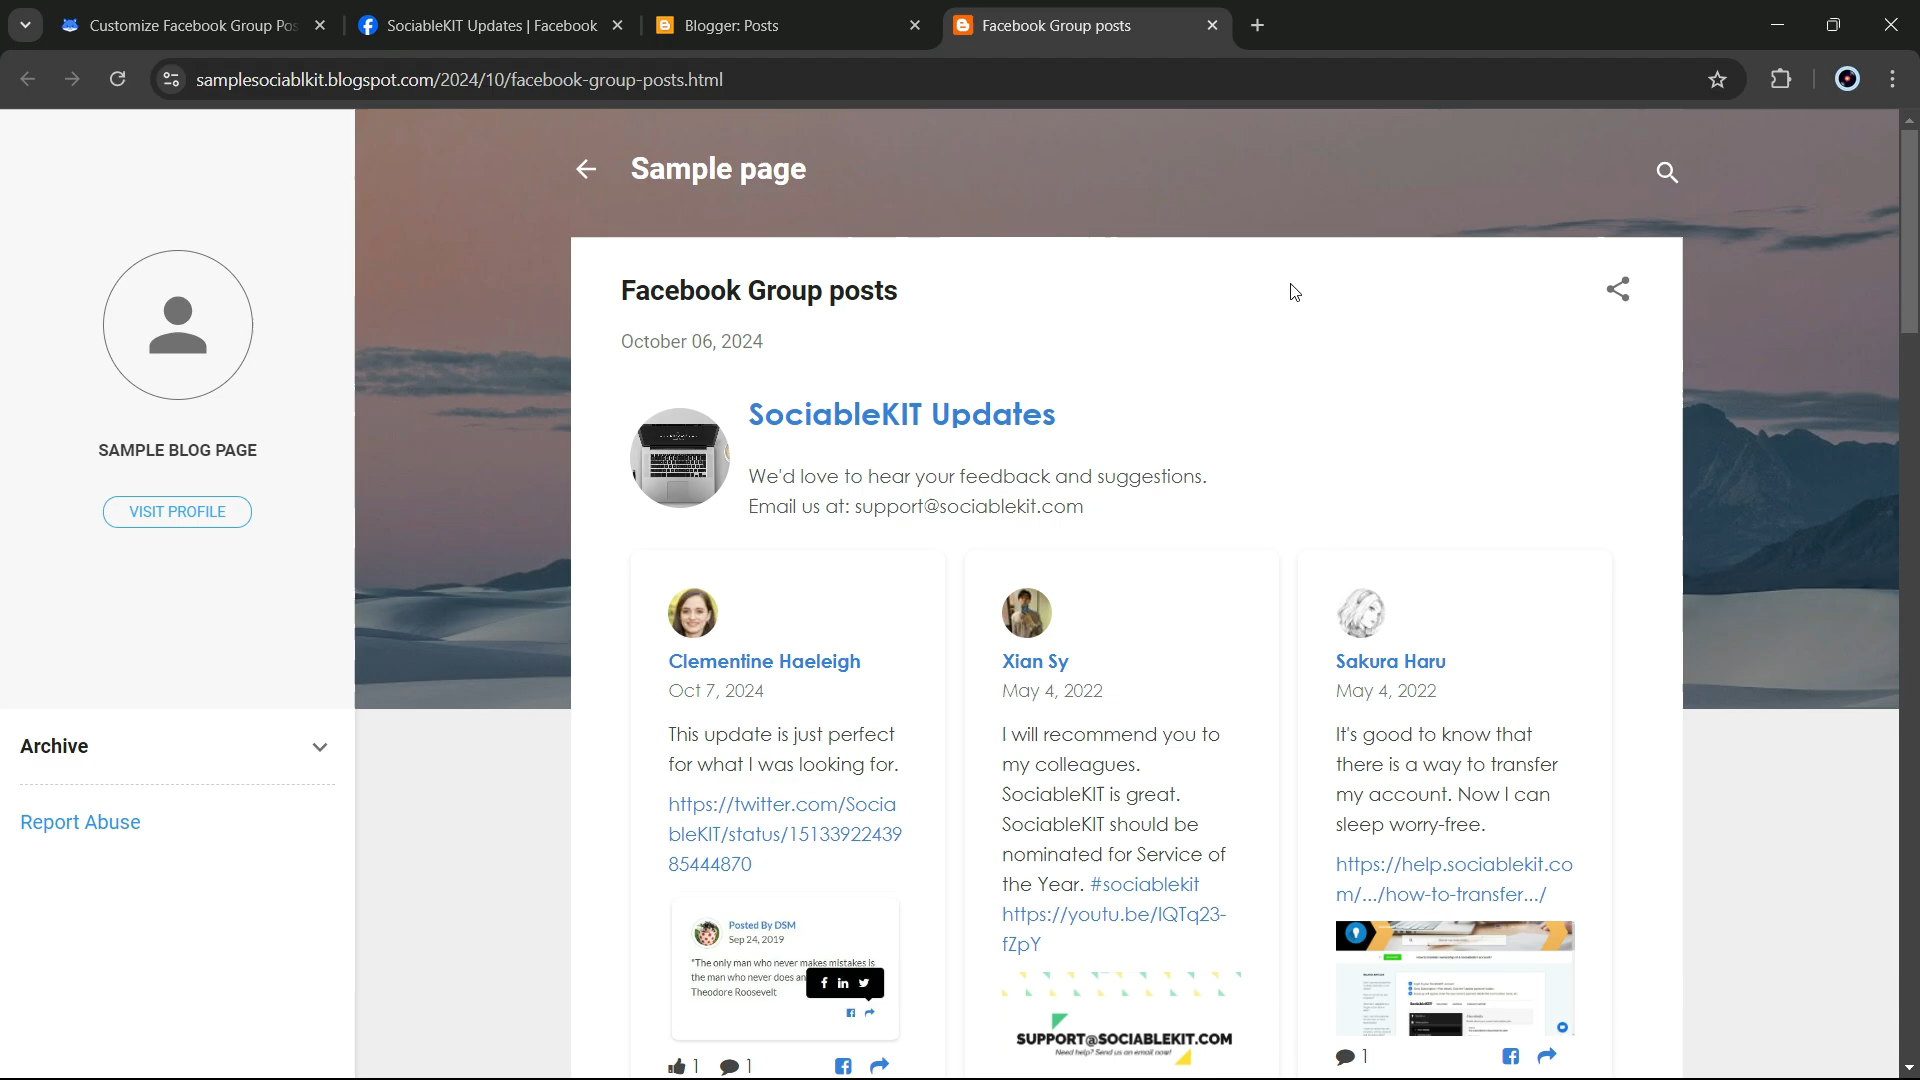 Customize Facebook Group Pos
SociableKIT Updates | Facebook
Blogger: Posts
Facebook Group posts
samplesociablkit.blogspot.com/2024/10/facebook-group-posts.html
Sample page
SAMPLE BLOG PAGE
VISIT PROFILE
Archive
Report Abuse
Facebook Group posts
October 06, 2024
SociableKIT Updates
We'd love to hear your feedback and suggestions.
Email us at: support@sociablekit.com
Clementine Haeleigh
Oct 7, 2024
This update is just perfect
for what I was looking for.
https://twitter.com/Socia
bleKIT/status/15133922439
85444870
Posted By DSM
Sep 24, 2019
"The only man who never makes mistakes is
the man who never does an
Theodore Roosevelt
1
1
Xian Sy
May 4, 2022
I will recommend you to
my colleagues.
SociableKIT is great.
SociableKIT should be
nominated for Service of
the Year. #sociablekit
https://youtu.be/IQTq23-
fZpY
SUPPORT@SOCIABLEKIT.COM
Need help? Send us an email now!
Sakura Haru
May 4, 2022
It's good to know that
there is a way to transfer
my account. Now I can
sleep worry-free.
https://help.sociablekit.co
m/.../how-to-transfer.../
1